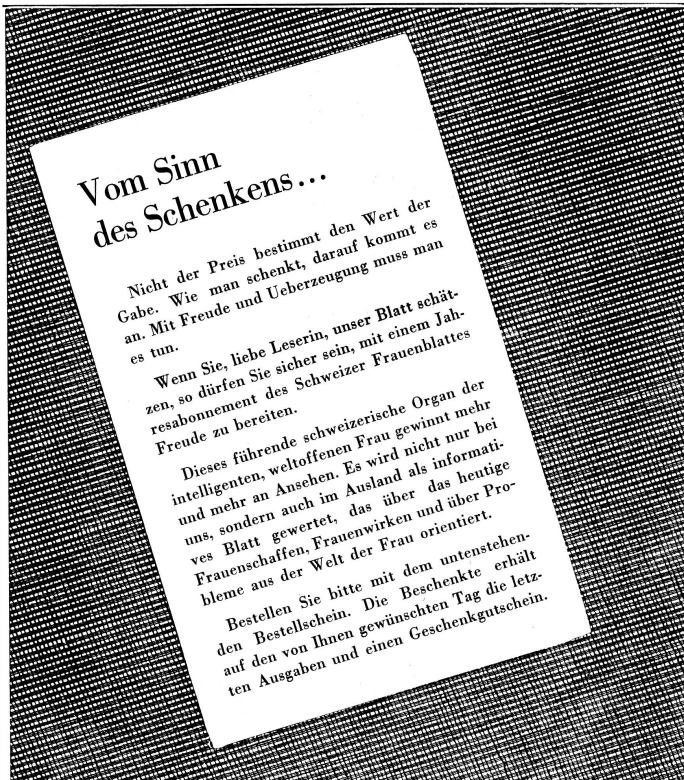 Vom Sinn
des Schenkens...
Nicht der Preis bestimmt den Wert der
Gabe. Wie man schenkt, darauf kommt es
an. Mit Freude und Ueberzeugung muss man
es tun.
Wenn Sie, liebe Leserin, unser Blatt schät-
zen, so dürfen Sie sicher sein, mit einem Jah-
resabonnement des Schweizer Frauenblattes
Freude zu bereiten.
Dieses führende schweizerische Organ der
intelligenten, weltoffenen Frau gewinnt mehr
und mehr an Ansehen. Es wird nicht nur bei
uns, sondern auch im Ausland als informati-
ves Blatt gewertet, das über das heutige
Frauenschaffen, Frauenwirken und über Pro-
bleme aus der Welt der Frau orientiert.
Bestellen Sie bitte mit dem untenstehen-
den Bestellschein. Die Beschenkte erhält
auf den von Ihnen gewünschten Tag die letz-
ten Ausgaben und einen Geschenkgutschein.